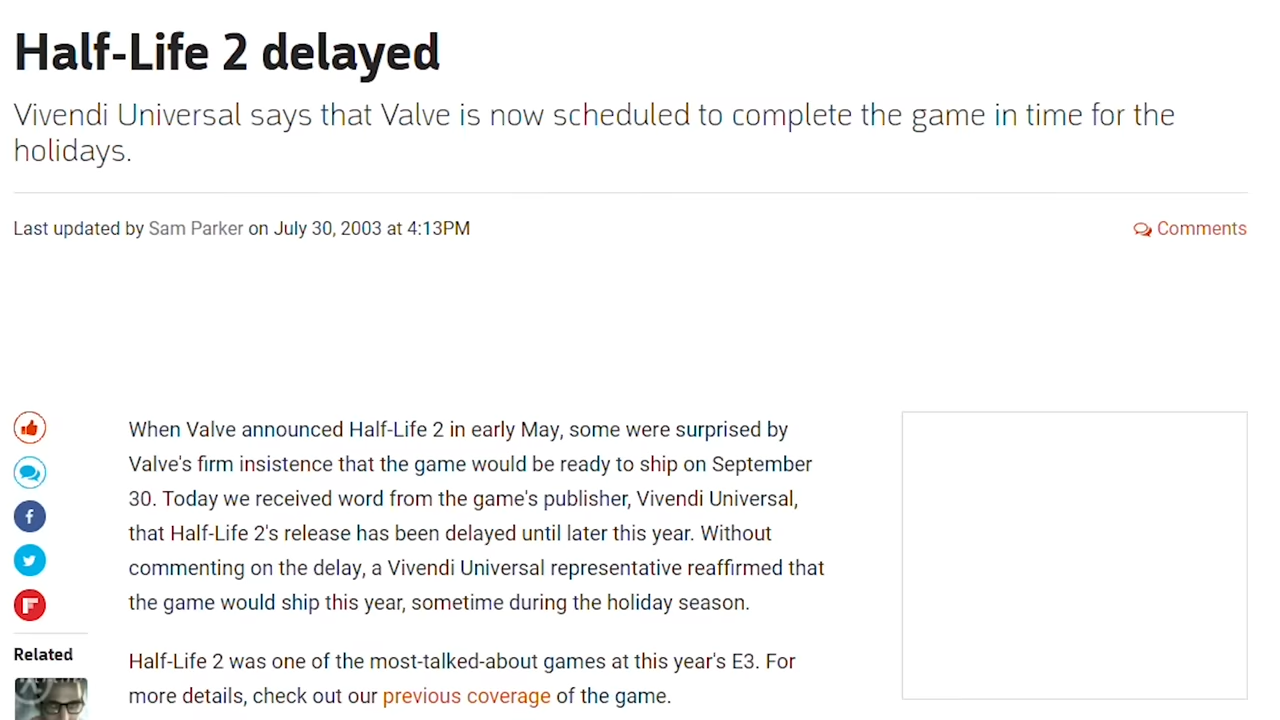 Half-Life 2 delayed
Vivendi Universal says that Valve is now scheduled to complete the game in time for the
holidays.
Last updated by Sam Parker on July 30, 2003 at 4:13PM
Comments
When Valve announced Half-Life 2 in early May, some were surprised by
Valve's firm insistence that the game would be ready to ship on September
30. Today we received word from the game's publisher, Vivendi Universal,
that Half-Life 2's release has been delayed until later this year. Without
commenting on the delay, a Vivendi Universal representative reaffirmed that
the game would ship this year, sometime during the holiday season.
Related
Half-Life 2 was one of the most-talked-about games at this year's E3. For
more details, check out our previous coverage of the game.